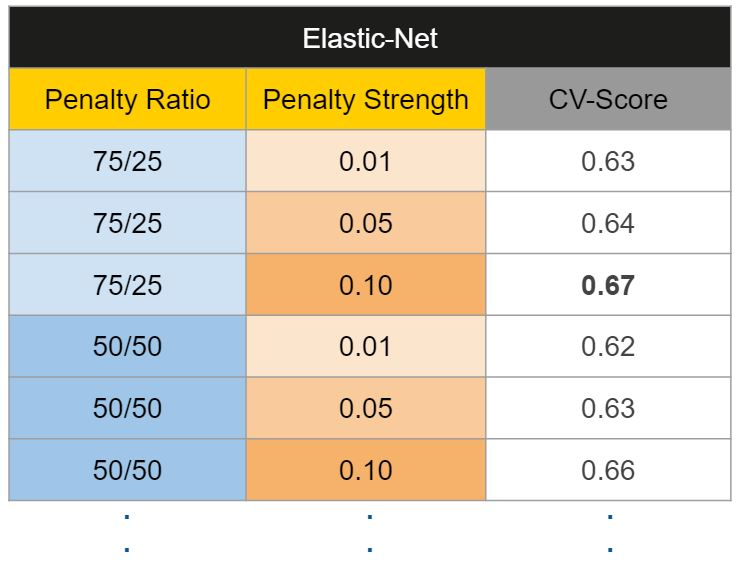 Elastic-Net
Penalty Ratio Penalty Strength CV-Score
75/25 0.01 0.63
75/25 0.05 0.64
75/25 0.10 0.67
50/50 0.01 0.62
50/50 0.05 0.63
50/50 0.10 0.66
. . .
. . .